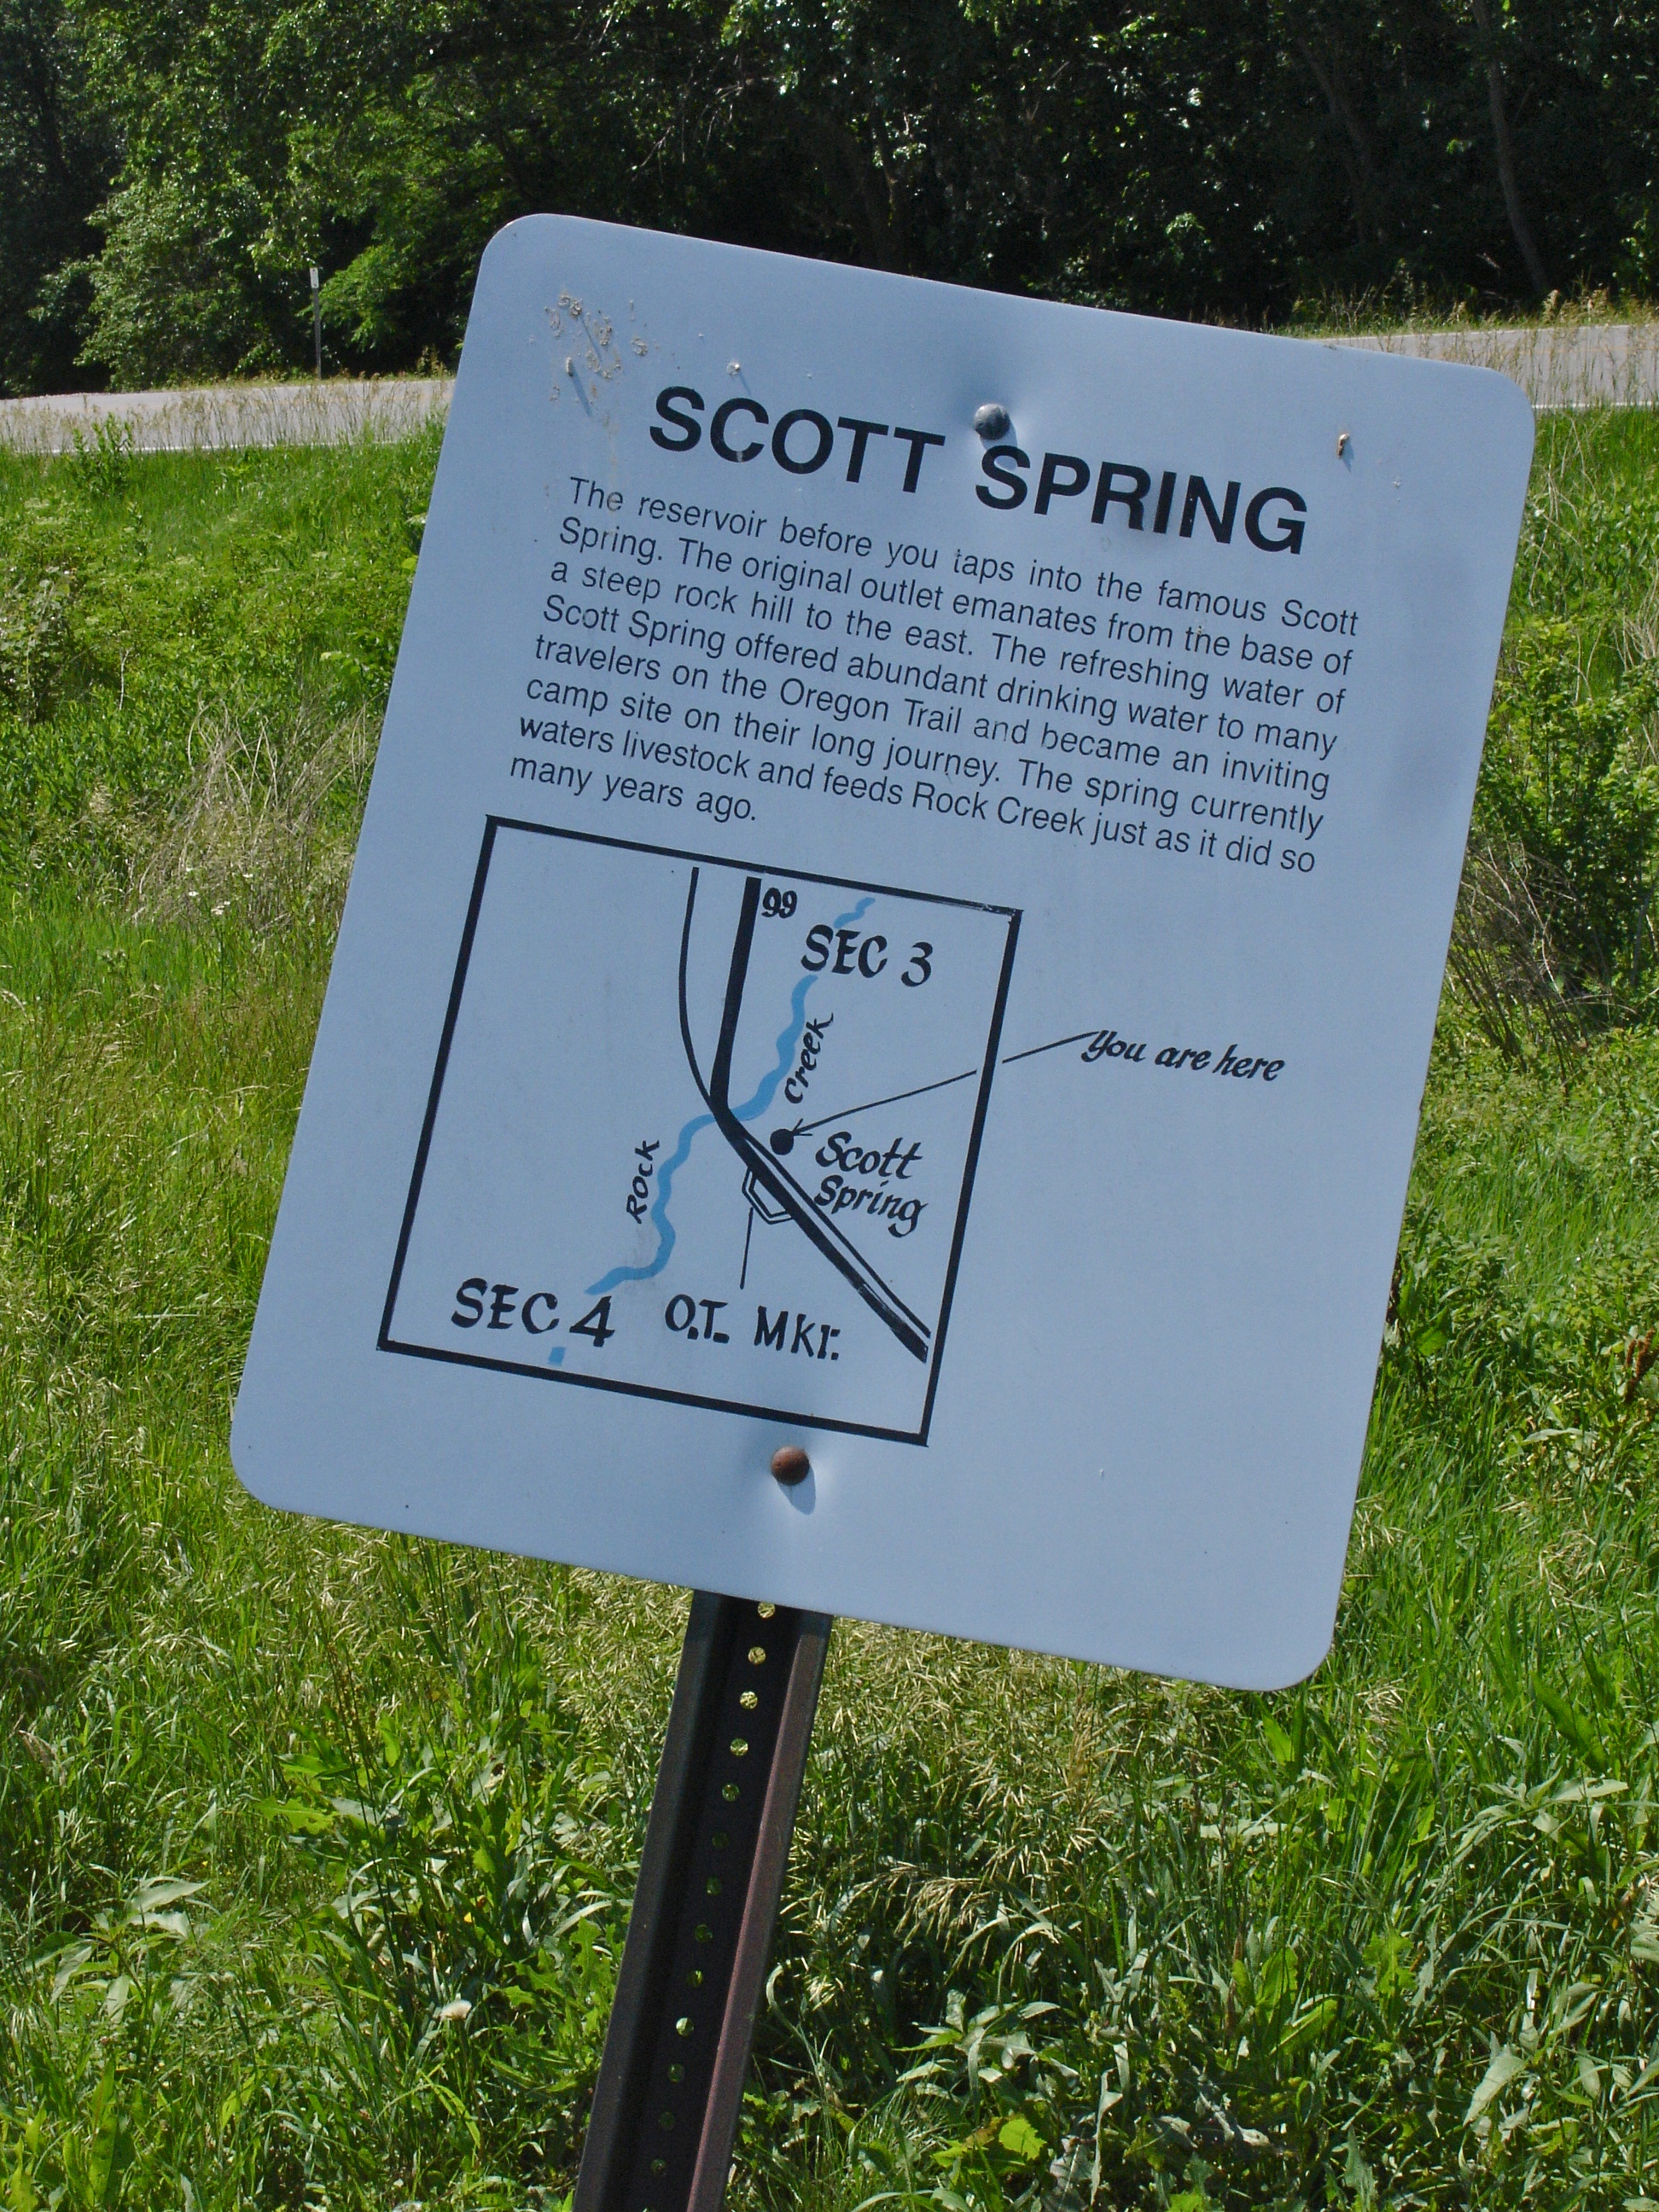 SCOTT SPRING
The reservoir before you taps into the famous Scott
Spring. The original outlet emanates from the base of
a steep rock hill to the east. The refreshing water of
Scott Spring offered abundant drinking water to many
travelers on the Oregon Trail and became an inviting
camp site on their long journey. The spring currently
waters livestock and feeds Rock Creek just as it did so
many years ago.
99
SEC 3
Creek
You are here
Scott
Spring
Rock
SEC 4
O.T. MKr.